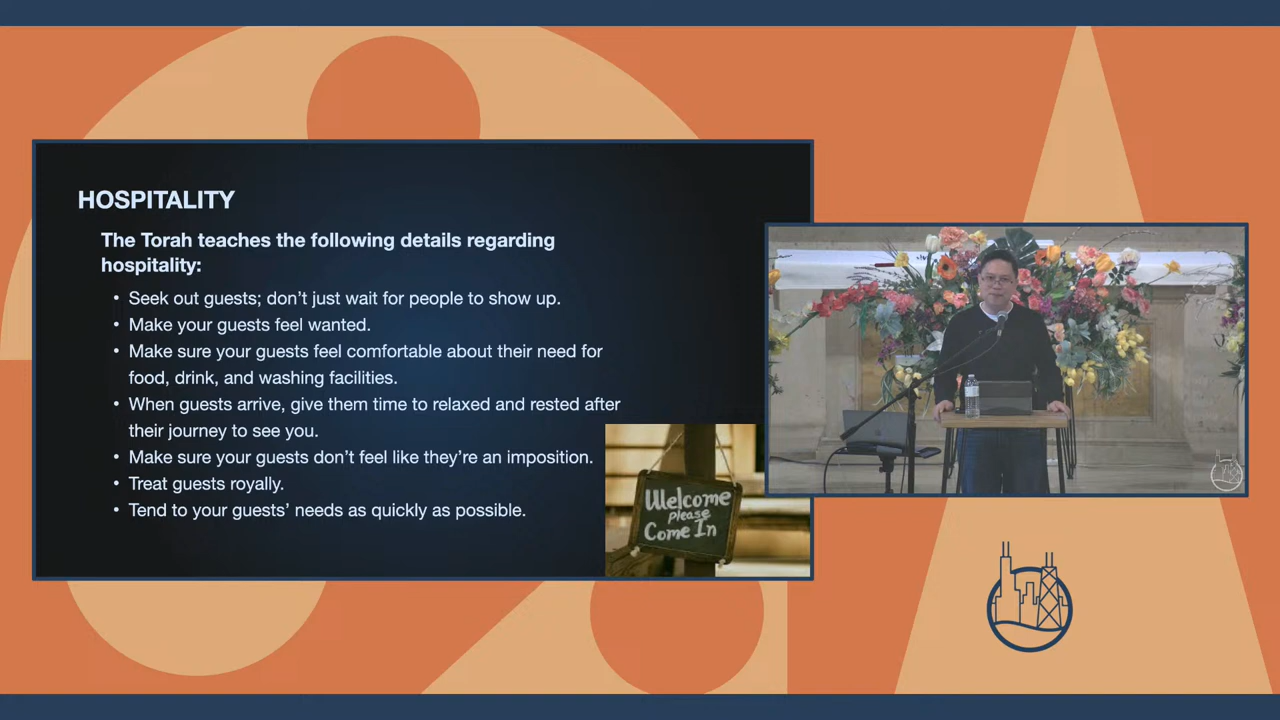 HOSPITALITY
The Torah teaches the following details regarding
hospitality:
• Seek out guests; don’t just wait for people to show up.
• Make your guests feel wanted.
• Make sure your guests feel comfortable about their need for
food, drink, and washing facilities.
• When guests arrive, give them time to relaxed and rested after
their journey to see you.
• Make sure your guests don’t feel like they’re an imposition.
• Treat guests royally.
• Tend to your guests’ needs as quickly as possible.
Welcome
please
Come In